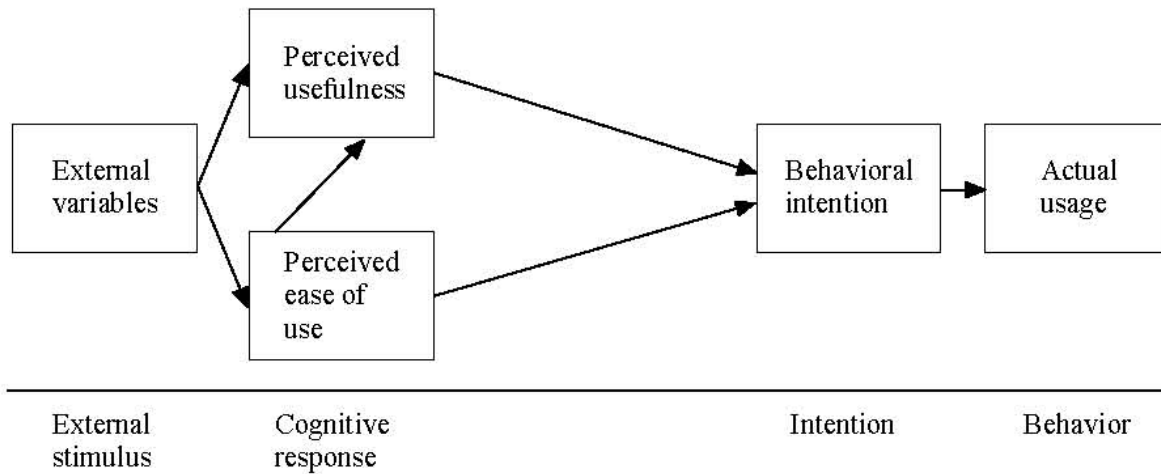 Perceived
usefulness
External
variables
Perceived
ease of
use
Behavioral
intention
Actual
usage
External
stimulus
Cognitive
response
Intention
Behavior